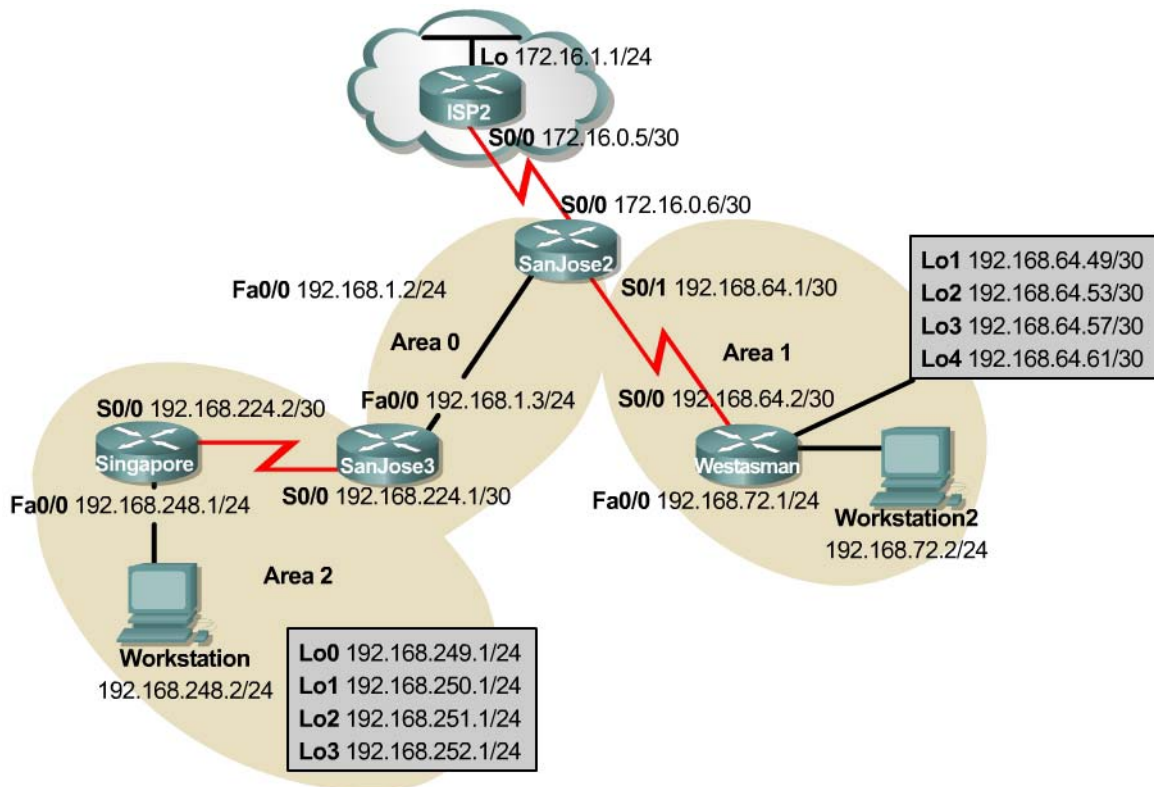 Lo 172.16.1.1/24
ISP2
S0/0 172.16.0.5/30
S0/0 172.16.0.6/30
SanJose2
Fa0/0 192.168.1.2/24
S0/1 192.168.64.1/30
Lo1 192.168.64.49/30
Lo2 192.168.64.53/30
Lo3 192.168.64.57/30
Lo4 192.168.64.61/30
Area 0
Area 1
S0/0 192.168.224.2/30
Fa0/0 192.168.1.3/24
S0/0 192.168.64.2/30
Singapore
SanJose3
Westasman
Fa0/0 192.168.248.1/24
S0/0 192.168.224.1/30
Fa0/0 192.168.72.1/24
Workstation2
192.168.72.2/24
Area 2
Workstation
192.168.248.2/24
Lo0 192.168.249.1/24
Lo1 192.168.250.1/24
Lo2 192.168.251.1/24
Lo3 192.168.252.1/24